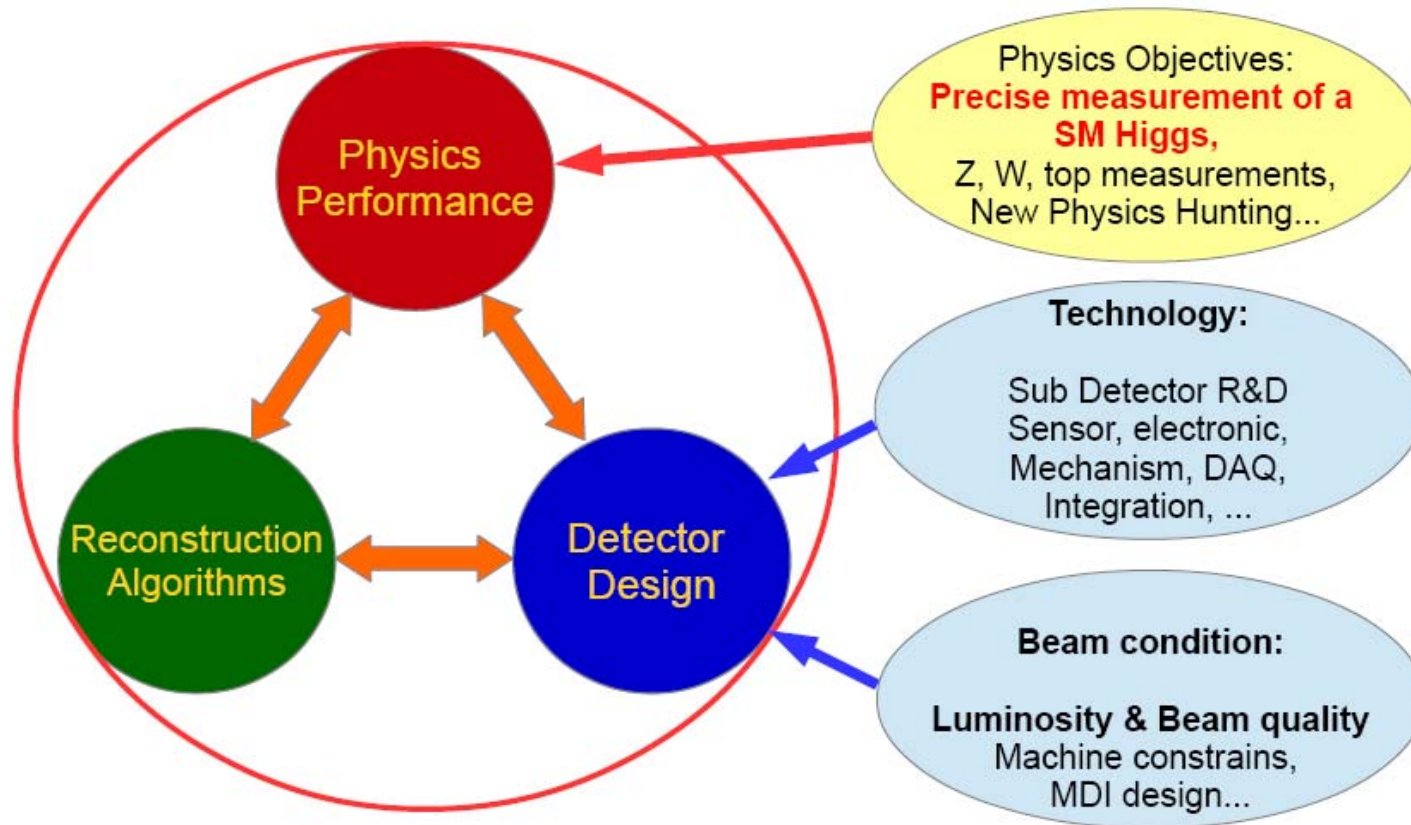 Physics
Performance
Reconstruction
Algorithms
Detector
Design
Physics Objectives:
Precise measurement of a
SM Higgs,
Z, W, top measurements,
New Physics Hunting...
Technology:
Sub Detector R&D
Sensor, electronic,
Mechanism, DAQ,
Integration, ...
Beam condition:
Luminosity & Beam quality
Machine constrains,
MDI design...